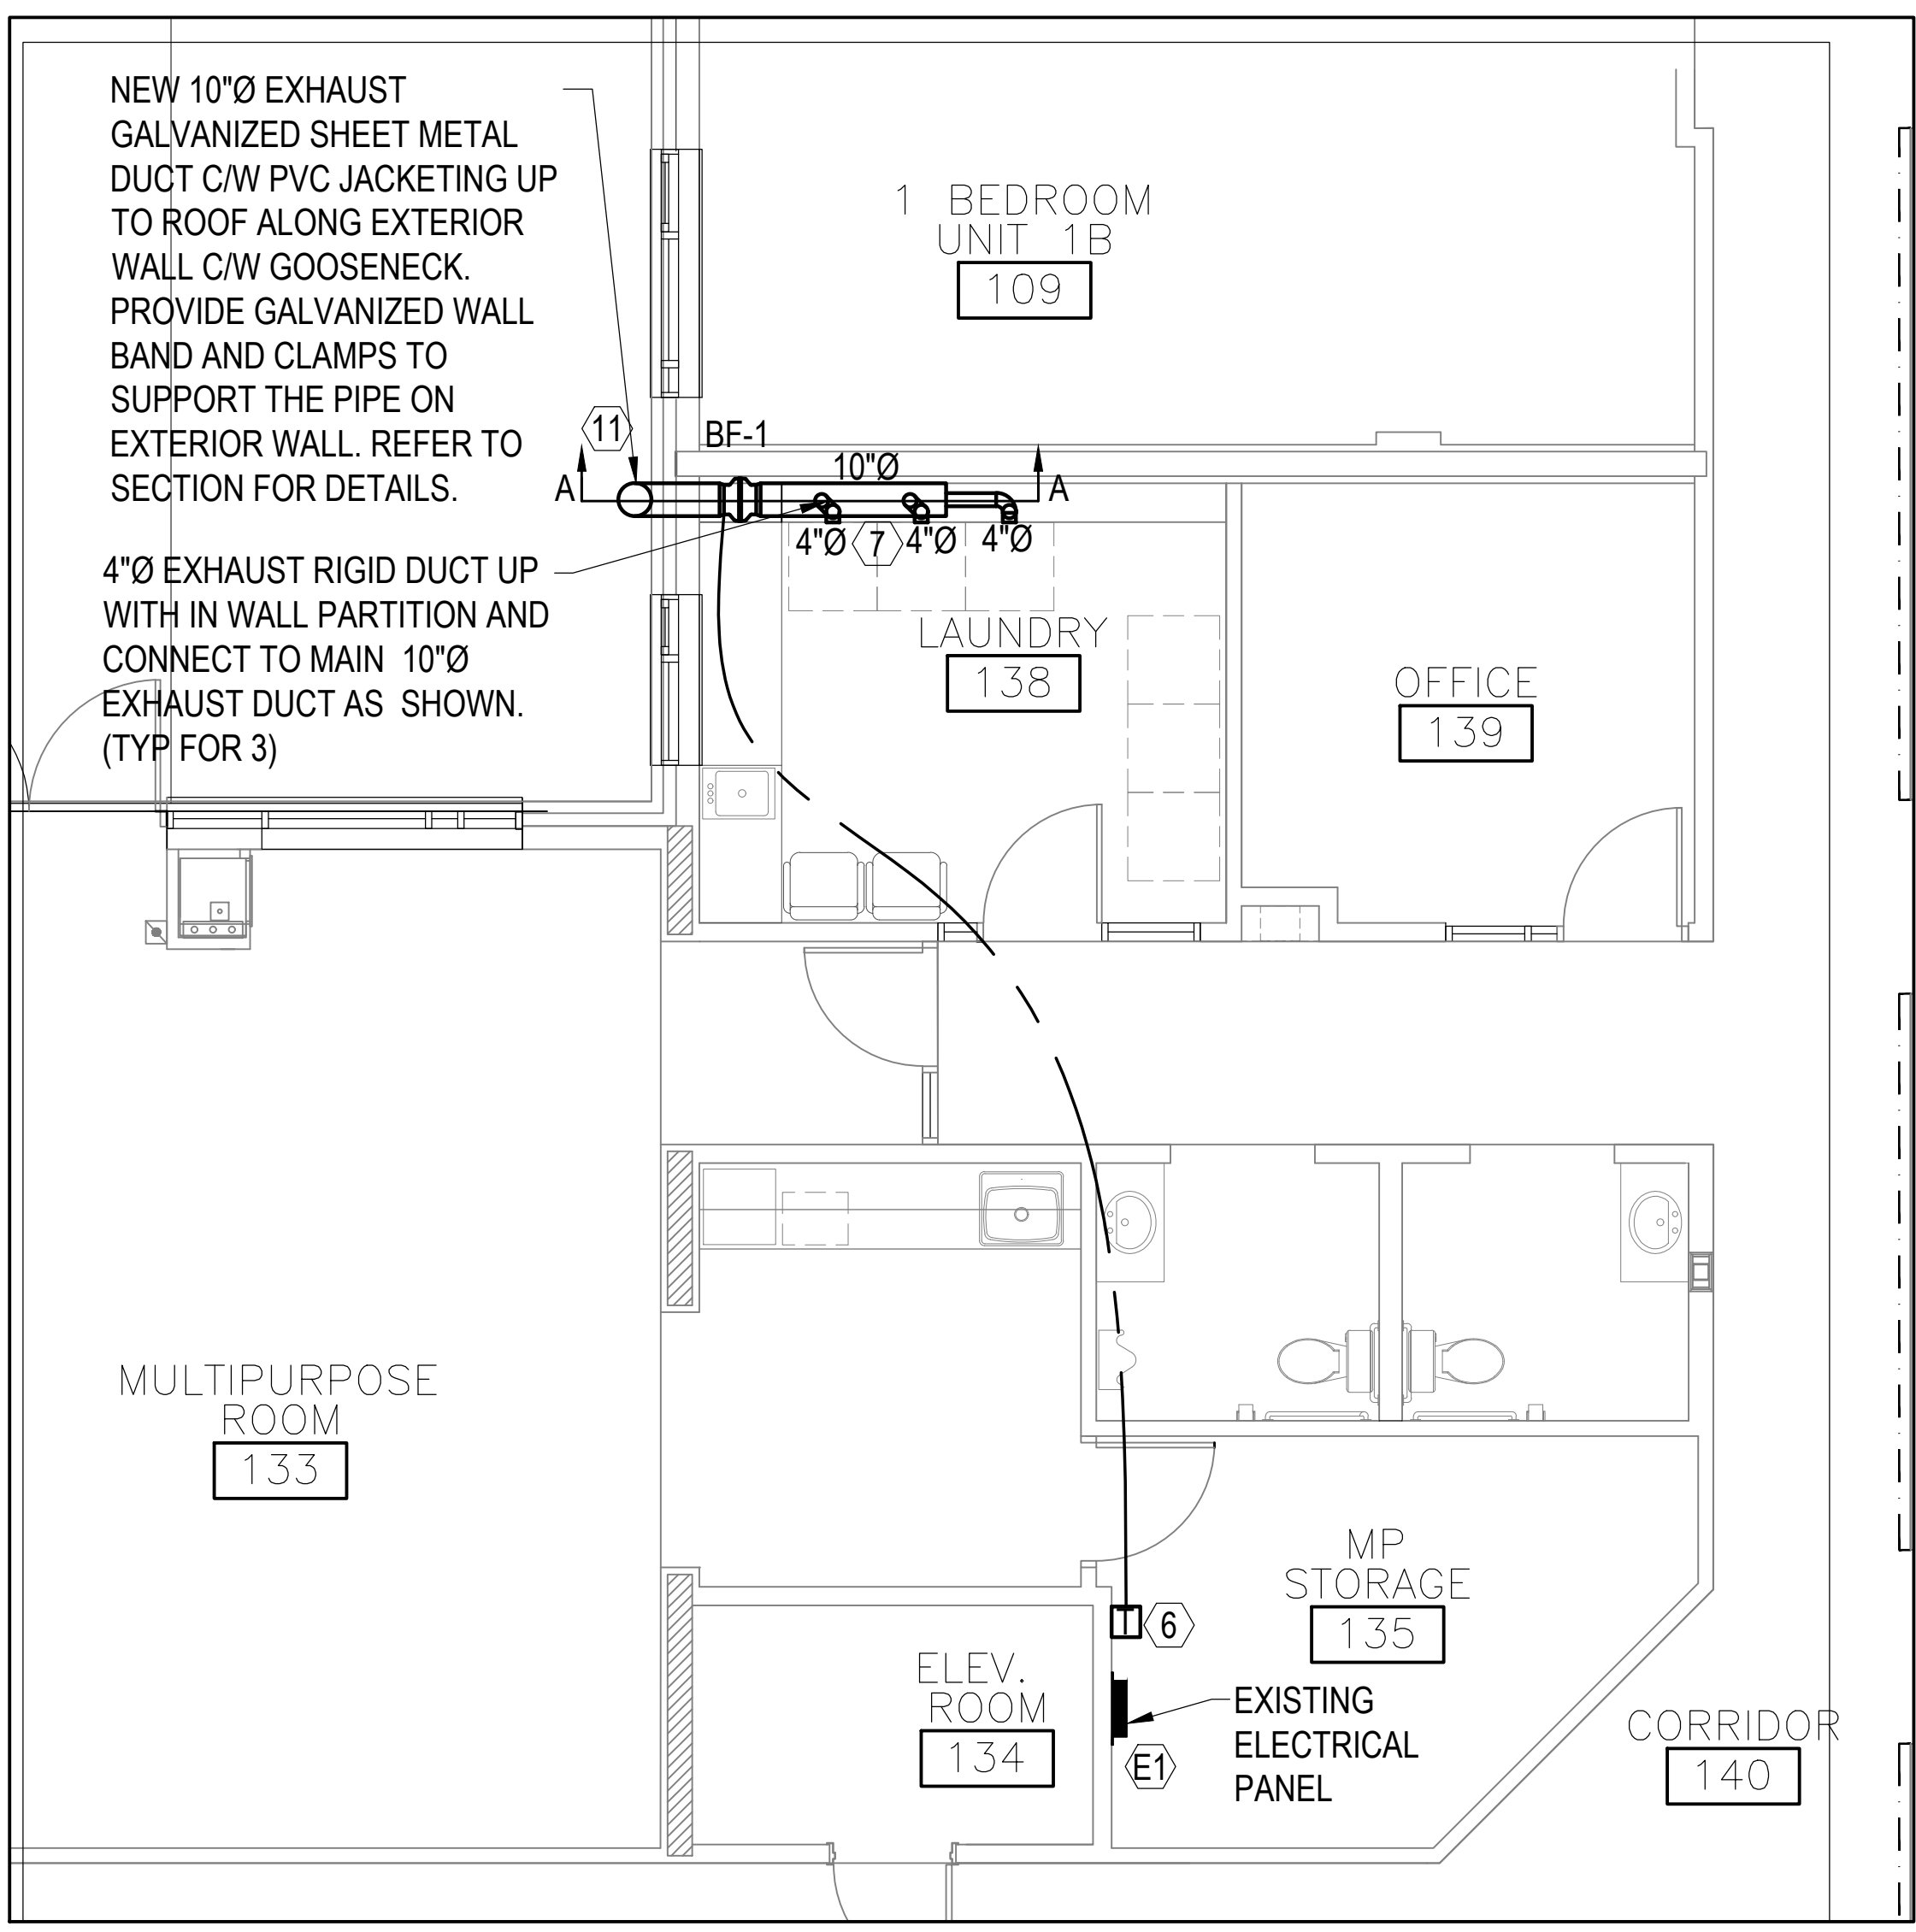 NEW 10"Ø EXHAUST
GALVANIZED SHEET METAL
DUCT C/W PVC JACKETING UP
TO ROOF ALONG EXTERIOR
WALL C/W GOOSENECK.
PROVIDE GALVANIZED WALL
BAND AND CLAMPS TO
SUPPORT THE PIPE ON
EXTERIOR WALL. REFER TO
SECTION FOR DETAILS.
4"Ø EXHAUST RIGID DUCT UP
WITH IN WALL PARTITION AND
CONNECT TO MAIN 10"Ø
EXHAUST DUCT AS SHOWN.
(TYP FOR 3)
1 BEDROOM
UNIT 1B
109
11
BF-1
10"Ø
A
A
4"Ø
7
4"Ø
4"Ø
LAUNDRY
138
OFFICE
139
MULTIPURPOSE
ROOM
133
MP
STORAGE
135
T
6
ELEV.
ROOM
134
EXISTING
ELECTRICAL
PANEL
E1
CORRIDOR
140